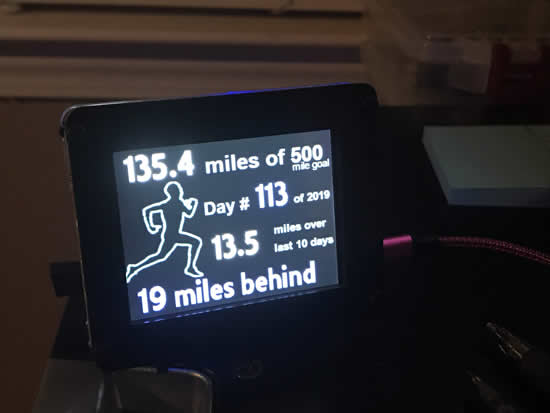 135.4 miles of 500
mile goal
Day # 113 of 2019
13.5 miles over
last 10 days
19 miles behind